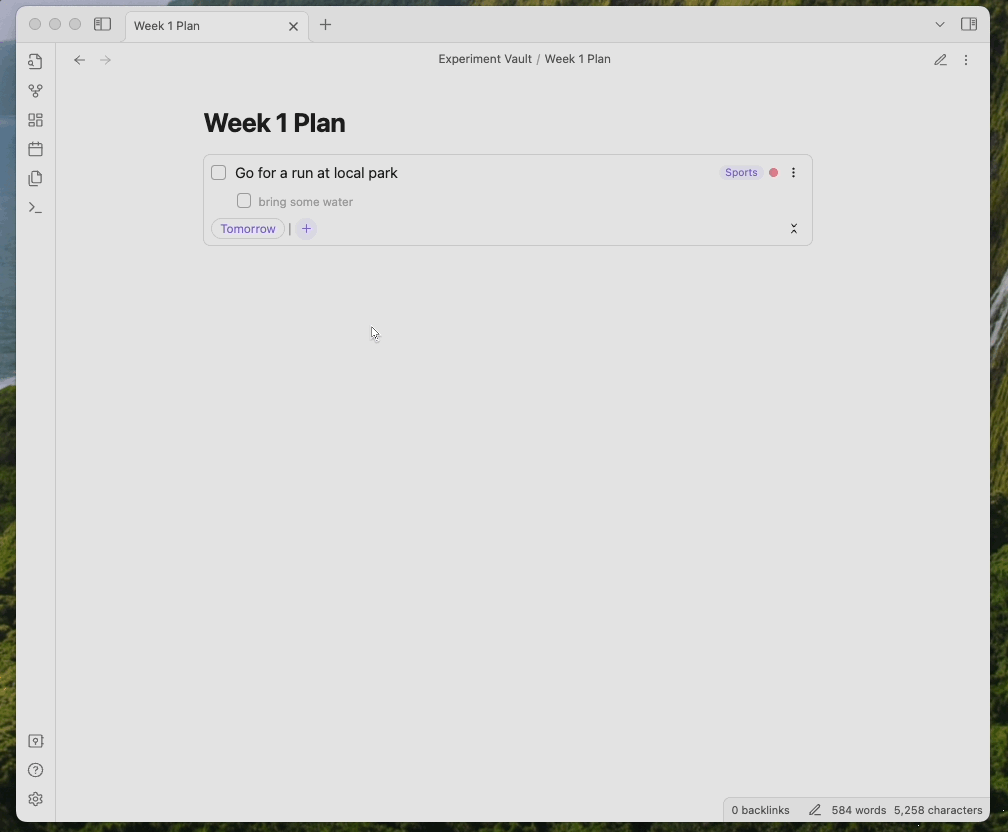 Week 1 Plan
Experiment Vault / Week 1 Plan
Week 1 Plan
Go for a run at local park
Sports
bring some water
Tomorrow | +
0 backlinks
584 words
5,258 characters